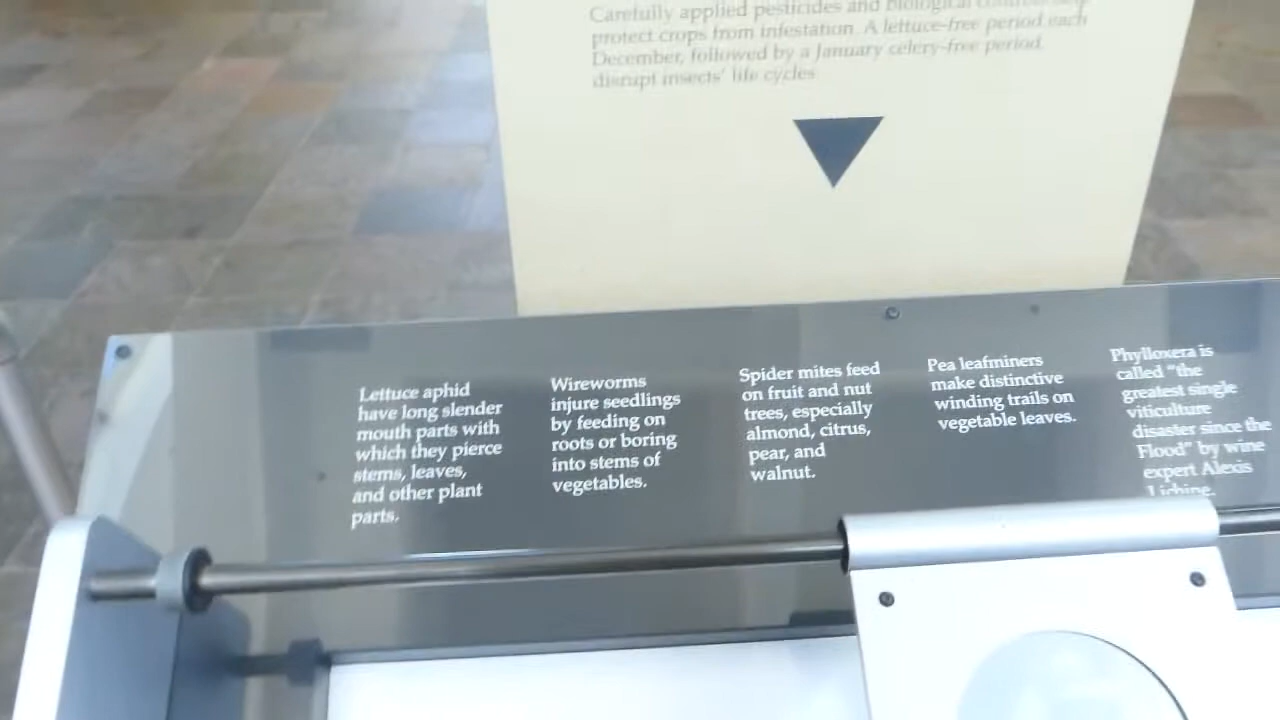 Carefully applied pesticides and biological
protect crops from infestation. A lettuce-free period each
December, followed by a January celery-free period
disrupt insects' life cycles
Lettuce aphid
have long slender
mouth parts with
which they pierce
stems, leaves,
and other plant
parts.
Wireworms
injure seedlings
by feeding on
roots or boring
into stems of
vegetables.
Spider mites feed
on fruit and nut
trees, especially
almond, citrus,
pear, and
walnut.
Pea leafminers
make distinctive
winding trails on
vegetable leaves.
Phylloxera is
called "the
greatest single
viticulture
disaster since the
Flood" by wine
expert Alexis
Lichine.